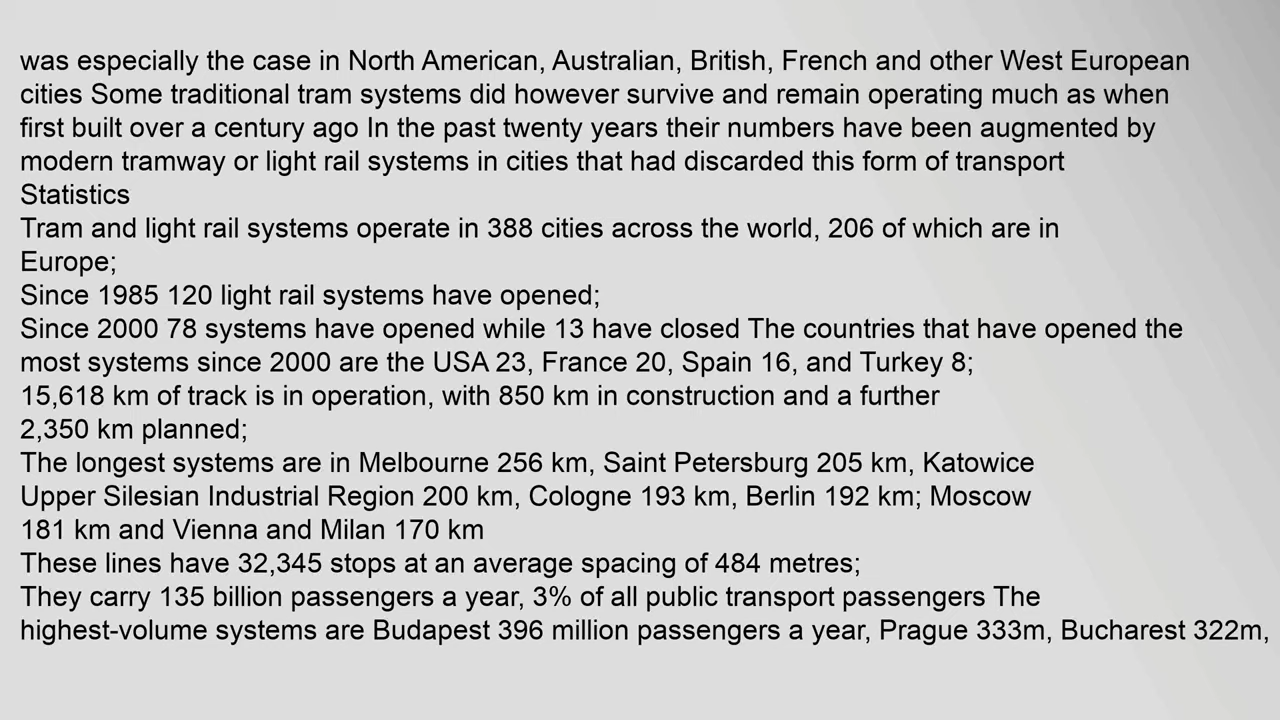 was especially the case in North American, Australian, British, French and other West European
cities Some traditional tram systems did however survive and remain operating much as when
first built over a century ago In the past twenty years their numbers have been augmented by
modern tramway or light rail systems in cities that had discarded this form of transport
Statistics
Tram and light rail systems operate in 388 cities across the world, 206 of which are in
Europe;
Since 1985 120 light rail systems have opened;
Since 2000 78 systems have opened while 13 have closed The countries that have opened the
most systems since 2000 are the USA 23, France 20, Spain 16, and Turkey 8;
15,618 km of track is in operation, with 850 km in construction and a further
2,350 km planned;
The longest systems are in Melbourne 256 km, Saint Petersburg 205 km, Katowice
Upper Silesian Industrial Region 200 km, Cologne 193 km, Berlin 192 km; Moscow
181 km and Vienna and Milan 170 km
These lines have 32,345 stops at an average spacing of 484 metres;
They carry 135 billion passengers a year, 3% of all public transport passengers The
highest-volume systems are Budapest 396 million passengers a year, Prague 333m, Bucharest 322m,